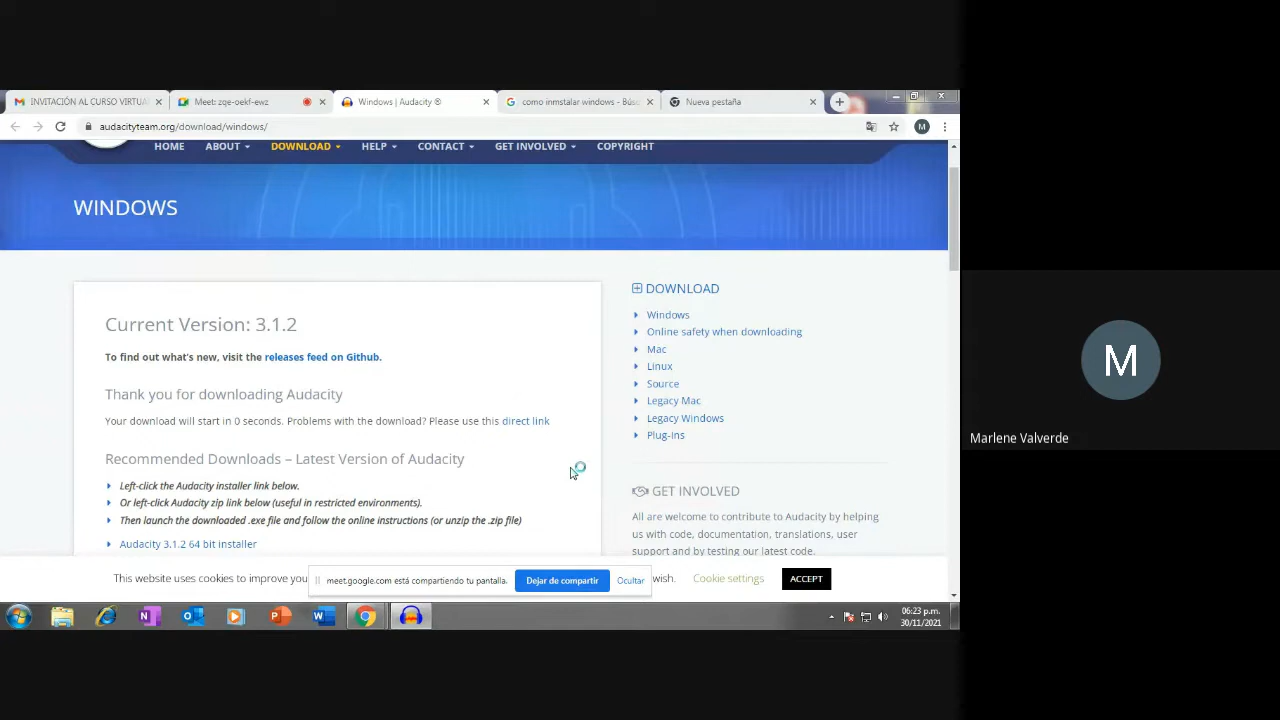 INVITACIÓN AL CURSO VIRTUA
Meet: zqe-oekf-ewz
Windows | Audacity ®
como inmstalar windows - Bús
Nueva pestaña
audacityteam.org/download/windows/
M
HOME
ABOUT
DOWNLOAD
HELP
CONTACT
GET INVOLVED
COPYRIGHT
WINDOWS
Current Version: 3.1.2
To find out what's new, visit the releases feed on Github.
Thank you for downloading Audacity
Your download will start in 0 seconds. Problems with the download? Please use this direct link
Recommended Downloads – Latest Version of Audacity
Left-click the Audacity installer link below.
Or left-click Audacity zip link below (useful in restricted environments).
Then launch the downloaded .exe file and follow the online instructions (or unzip the .zip file)
Audacity 3.1.2 64 bit installer
DOWNLOAD
Windows
Online safety when downloading
Mac
Linux
Source
Legacy Mac
Legacy Windows
Plug-ins
GET INVOLVED
All are welcome to contribute to Audacity by helping
us with code, documentation, translations, user
support and by testing our latest code.
This website uses cookies to improve you
wish.
Cookie settings
ACCEPT
meet.google.com está compartiendo tu pantalla.
Dejar de compartir
Ocultar
06:23 p.m.
30/11/2021
M
Marlene Valverde